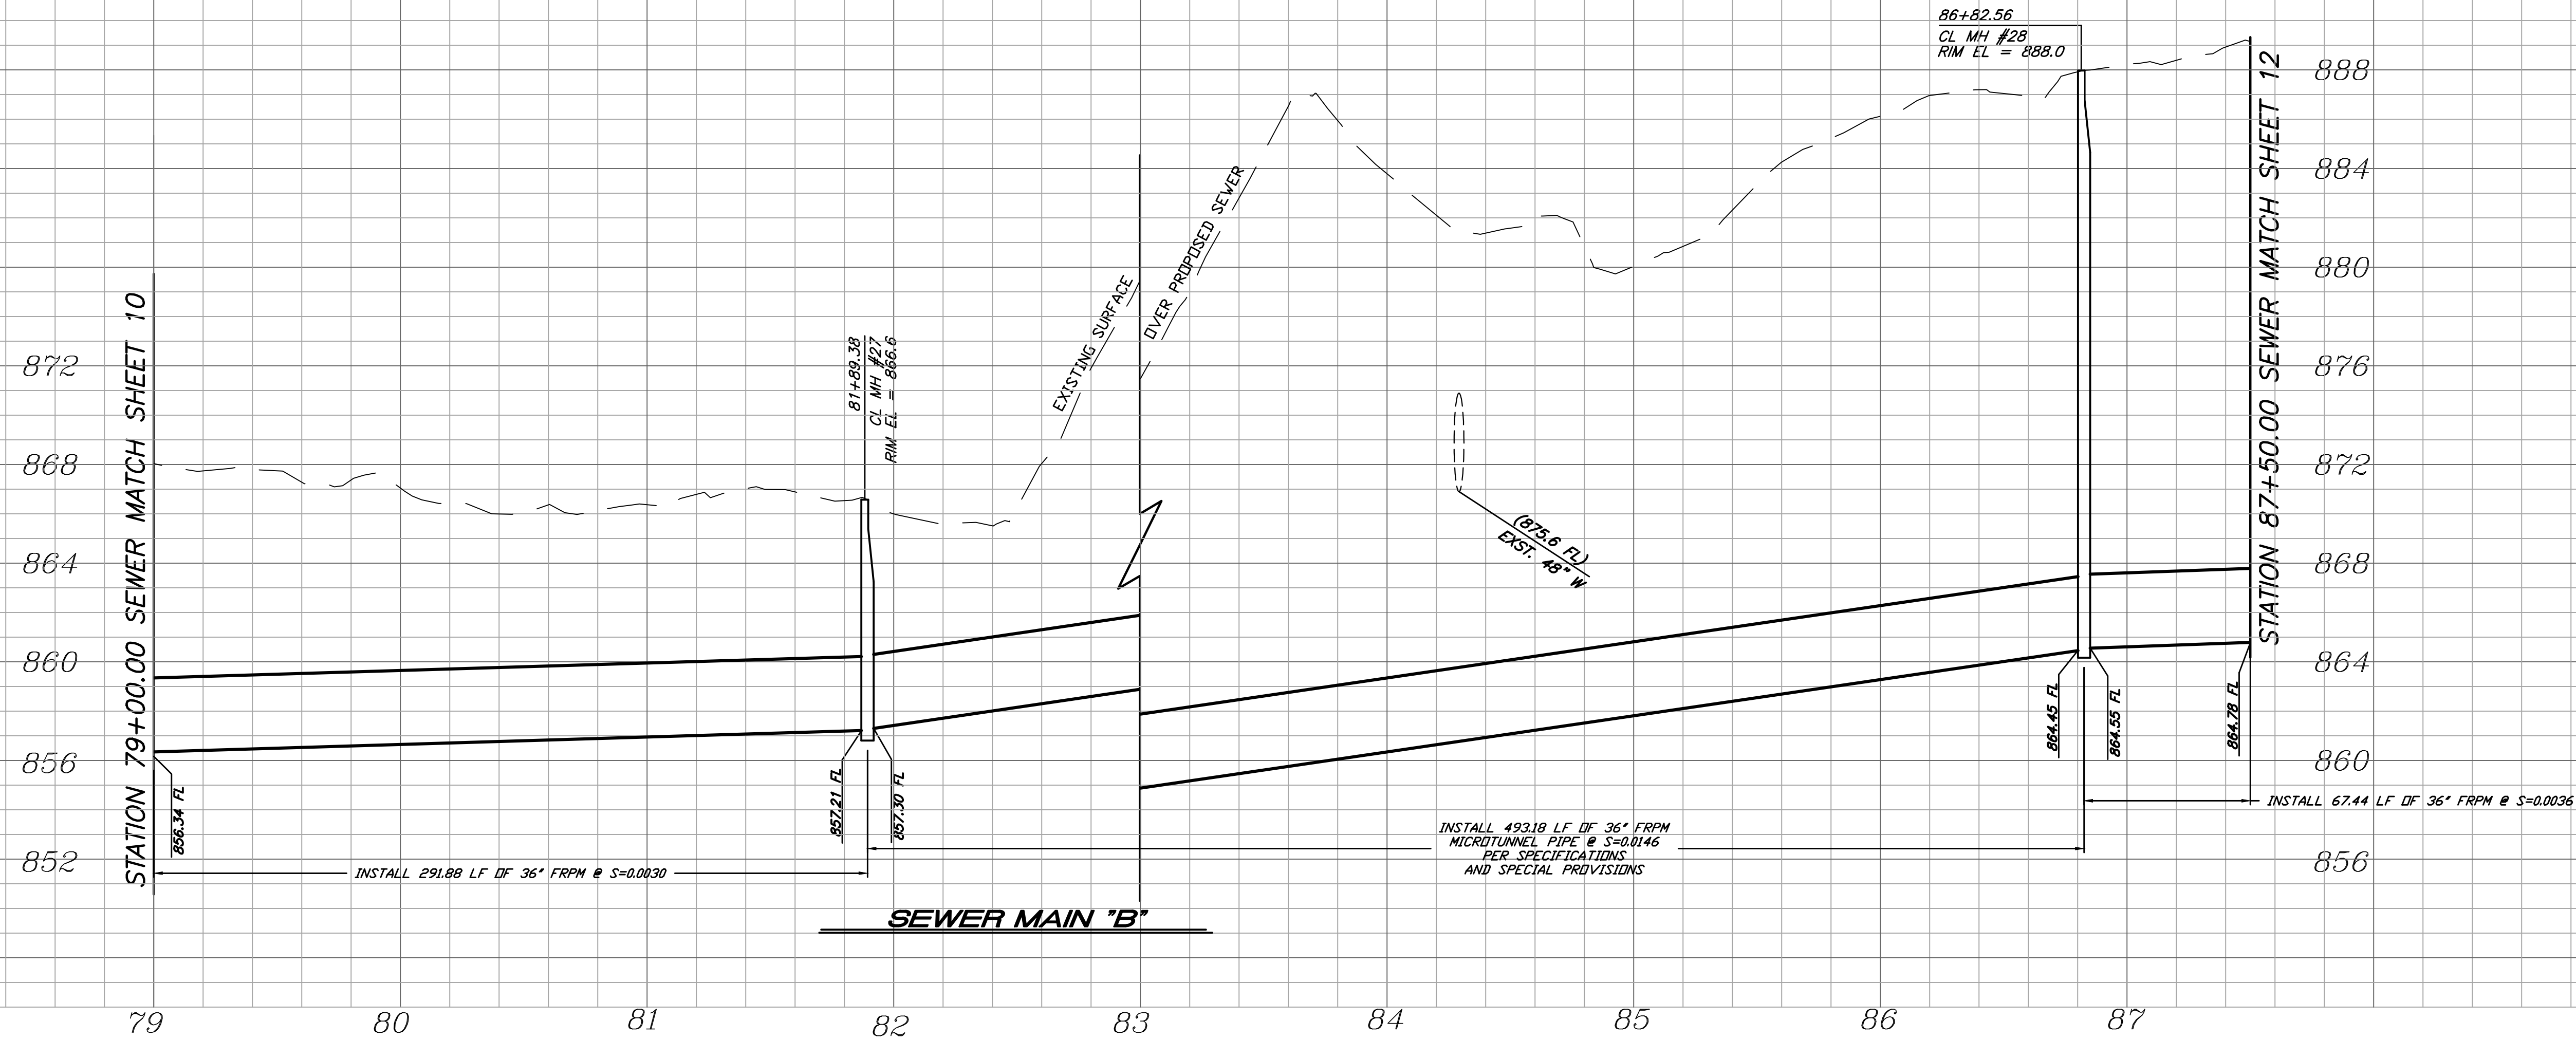 86+82.56
CL MH #28
RIM EL = 888.0
STATION 79+00.00 SEWER MATCH SHEET 10
81+89.38
CL MH #27
RIM EL = 866.6
EXISTING SURFACE
OVER PROPOSED SEWER
(875.6 FL)
EXST. 48" W
STATION 87+50.00 SEWER MATCH SHEET 12
872
868
864
860
856
852
888
884
880
876
872
868
864
860
856
856.34 FL
857.21 FL
857.30 FL
864.45 FL
864.55 FL
864.78 FL
INSTALL 291.88 LF OF 36" FRPM @ S=0.0030
INSTALL 493.18 LF OF 36" FRPM
MICROTUNNEL PIPE @ S=0.0146
PER SPECIFICATIONS
AND SPECIAL PROVISIONS
INSTALL 67.44 LF OF 36" FRPM @ S=0.0036
SEWER MAIN "B"
79
80
81
82
83
84
85
86
87